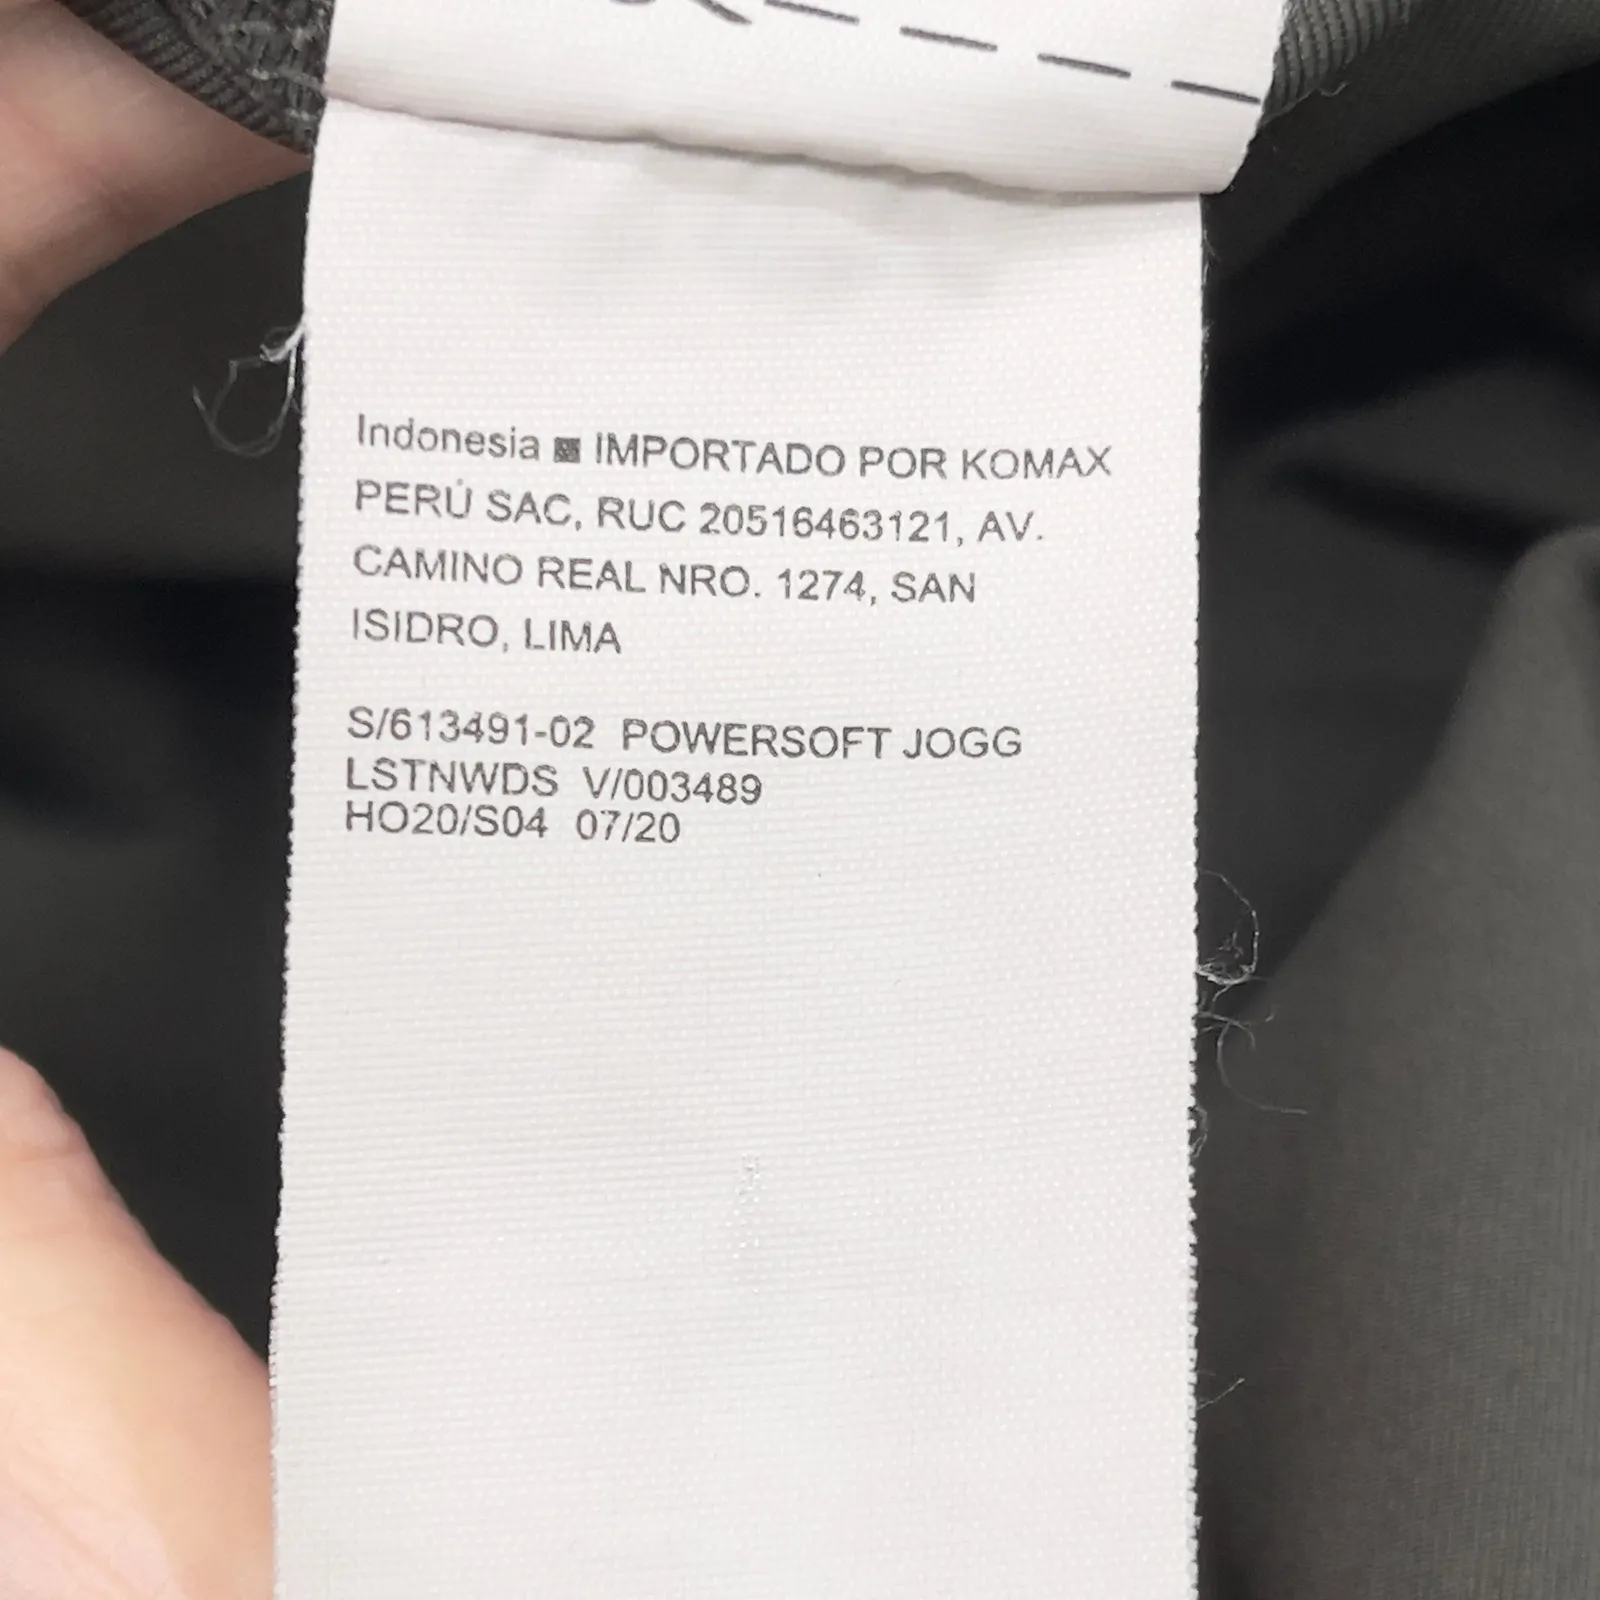 Indonesia ▪ IMPORTADO POR KOMAX
PERÚ SAC, RUC 20516463121, AV.
CAMINO REAL NRO. 1274, SAN
ISIDRO, LIMA
S/613491-02 POWERSOFT JOGG
LSTNWDS V/003489
HO20/S04 07/20